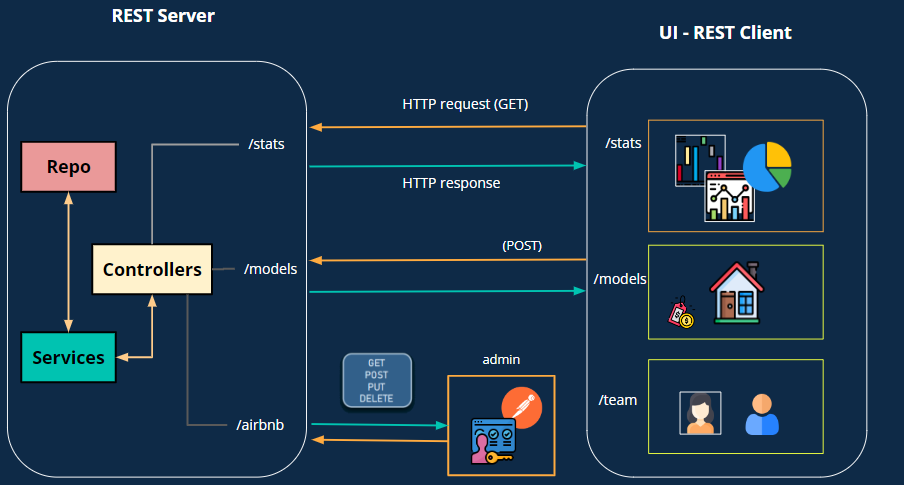 REST Server
UI - REST Client
HTTP request (GET)
/stats
/stats
HTTP response
Repo
(POST)
Controllers
/models
/models
Services
admin
GET
POST
PUT
DELETE
/team
/airbnb